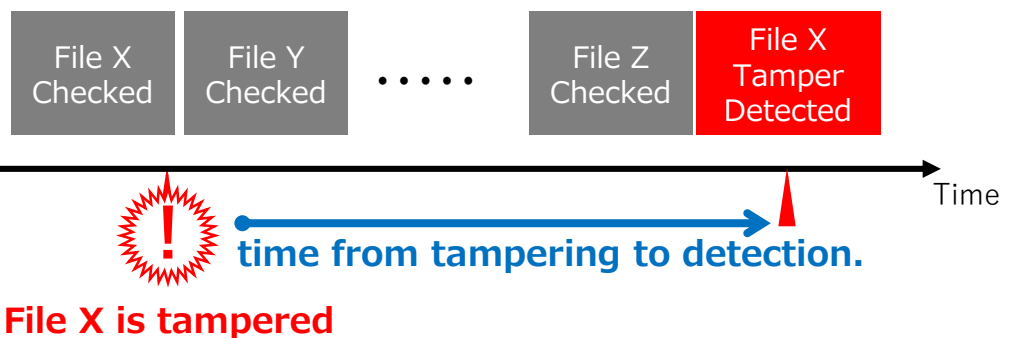 File X
Checked
File Y
Checked
.....
File Z
Checked
File X
Tamper
Detected
Time
!
time from tampering to detection.
File X is tampered